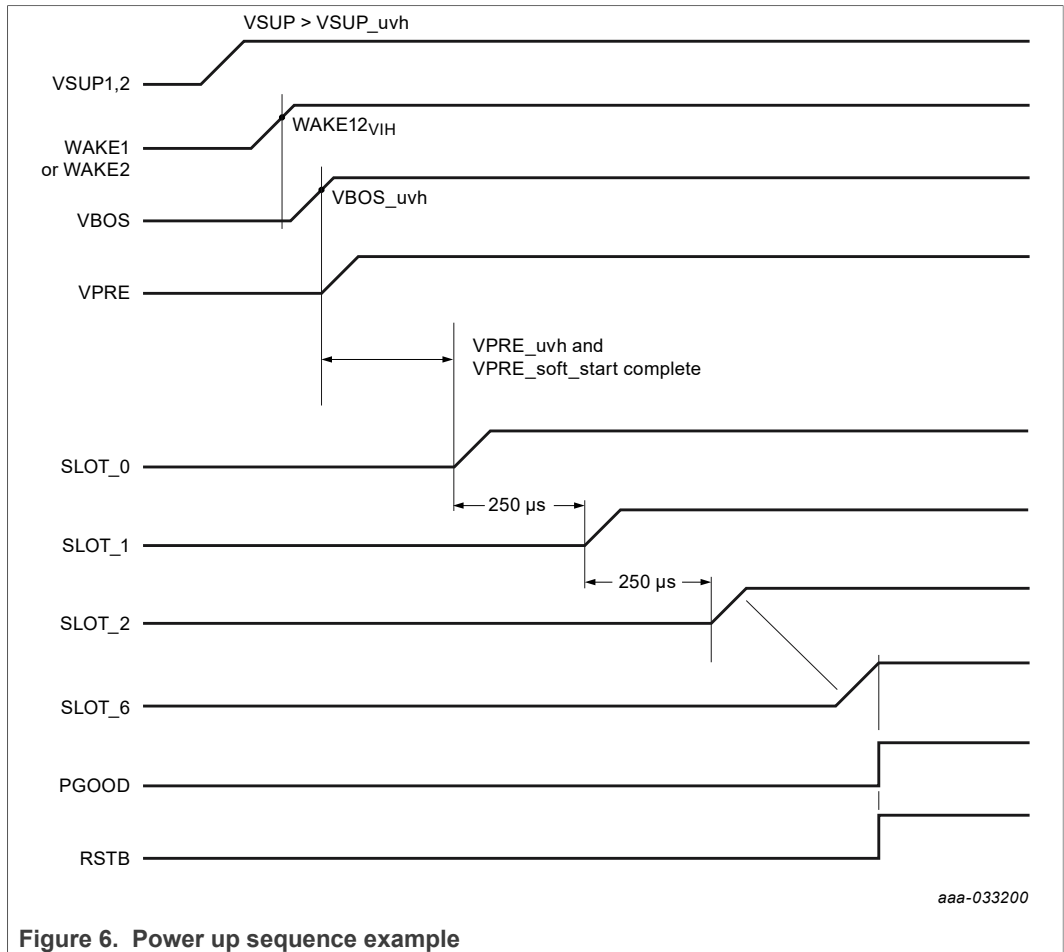 VSUP > VSUP_uvh
VSUP1,2
WAKE12VIH
WAKE1
or WAKE2
VBOS_uvh
VBOS
VPRE
VPRE_uvh and
VPRE_soft_start complete
SLOT_0
250 µs
SLOT_1
250 µs
SLOT_2
SLOT_6
PGOOD
RSTB
aaa-033200
Figure 6. Power up sequence example